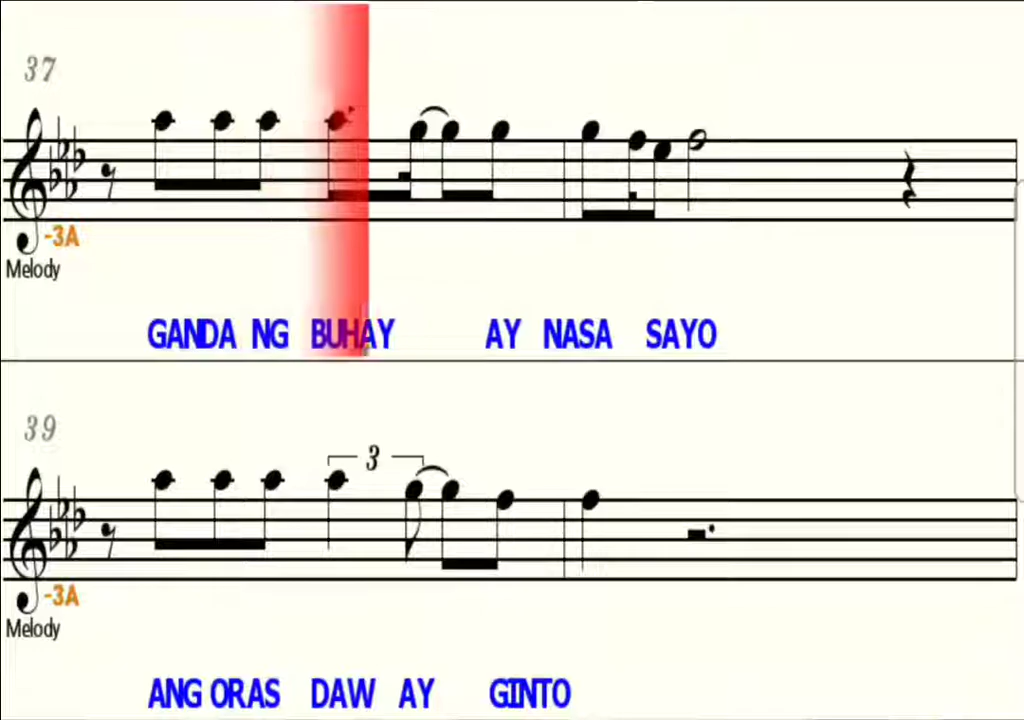 37
-3A
Melody
GANDA NG BUHAY AY NASA SAYO
39
3
-3A
Melody
ANG ORAS DAW AY GINTO